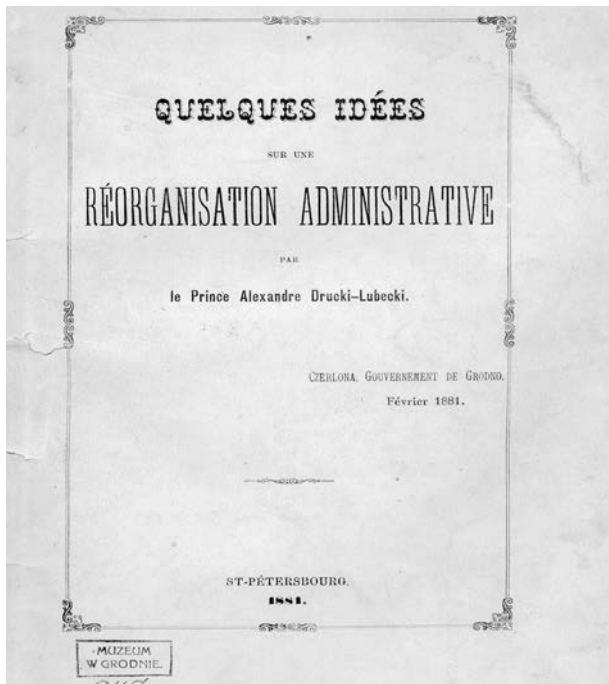 QUELQUES IDÉES
SUR UNE
RÉORGANISATION ADMINISTRATIVE
PAR
le Prince Alexandre Drucki-Lubecki.
CZERLONA, GOUVERNEMENT DE GRODNO.
Février 1881.
ST-PÉTERSBOURG.
1881.
MUZEUM
W GRODNIE.